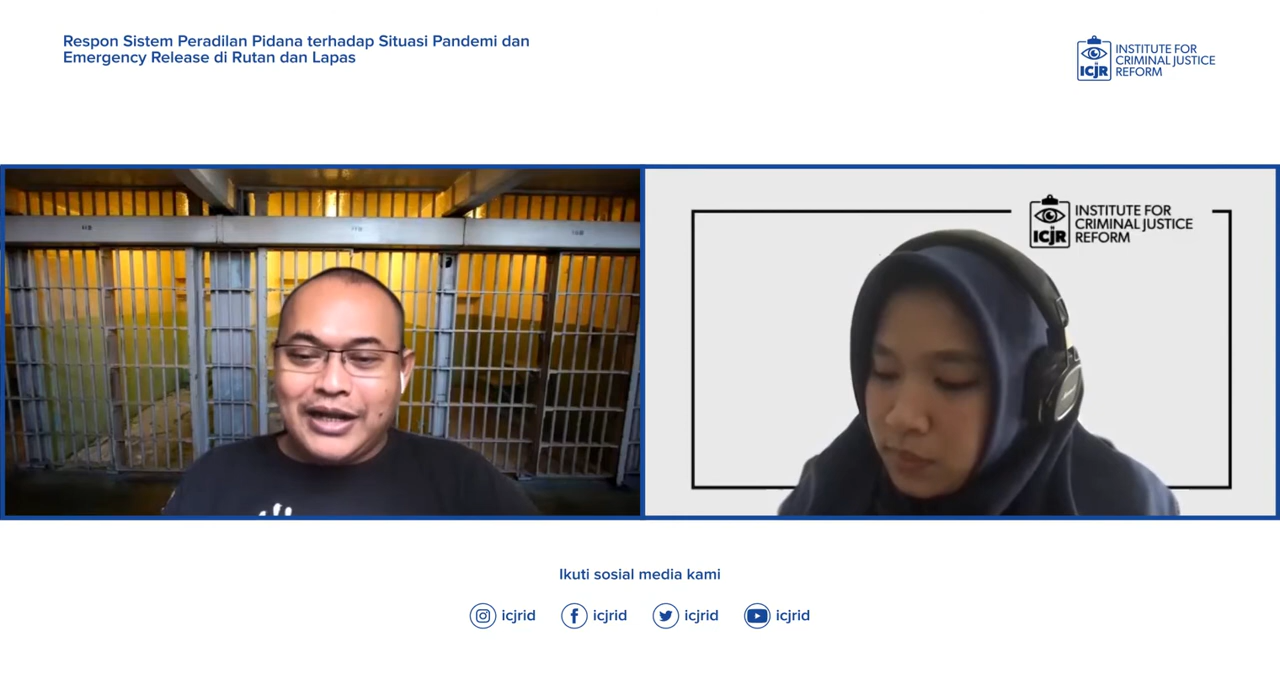 Respon Sistem Peradilan Pidana terhadap Situasi Pandemi dan
Emergency Release di Rutan dan Lapas
ICJR
INSTITUTE FOR
CRIMINAL JUSTICE
REFORM
ICJR
INSTITUTE FOR
CRIMINAL JUSTICE
REFORM
Ikuti sosial media kami
icjrid
icjrid
icjrid
icjrid